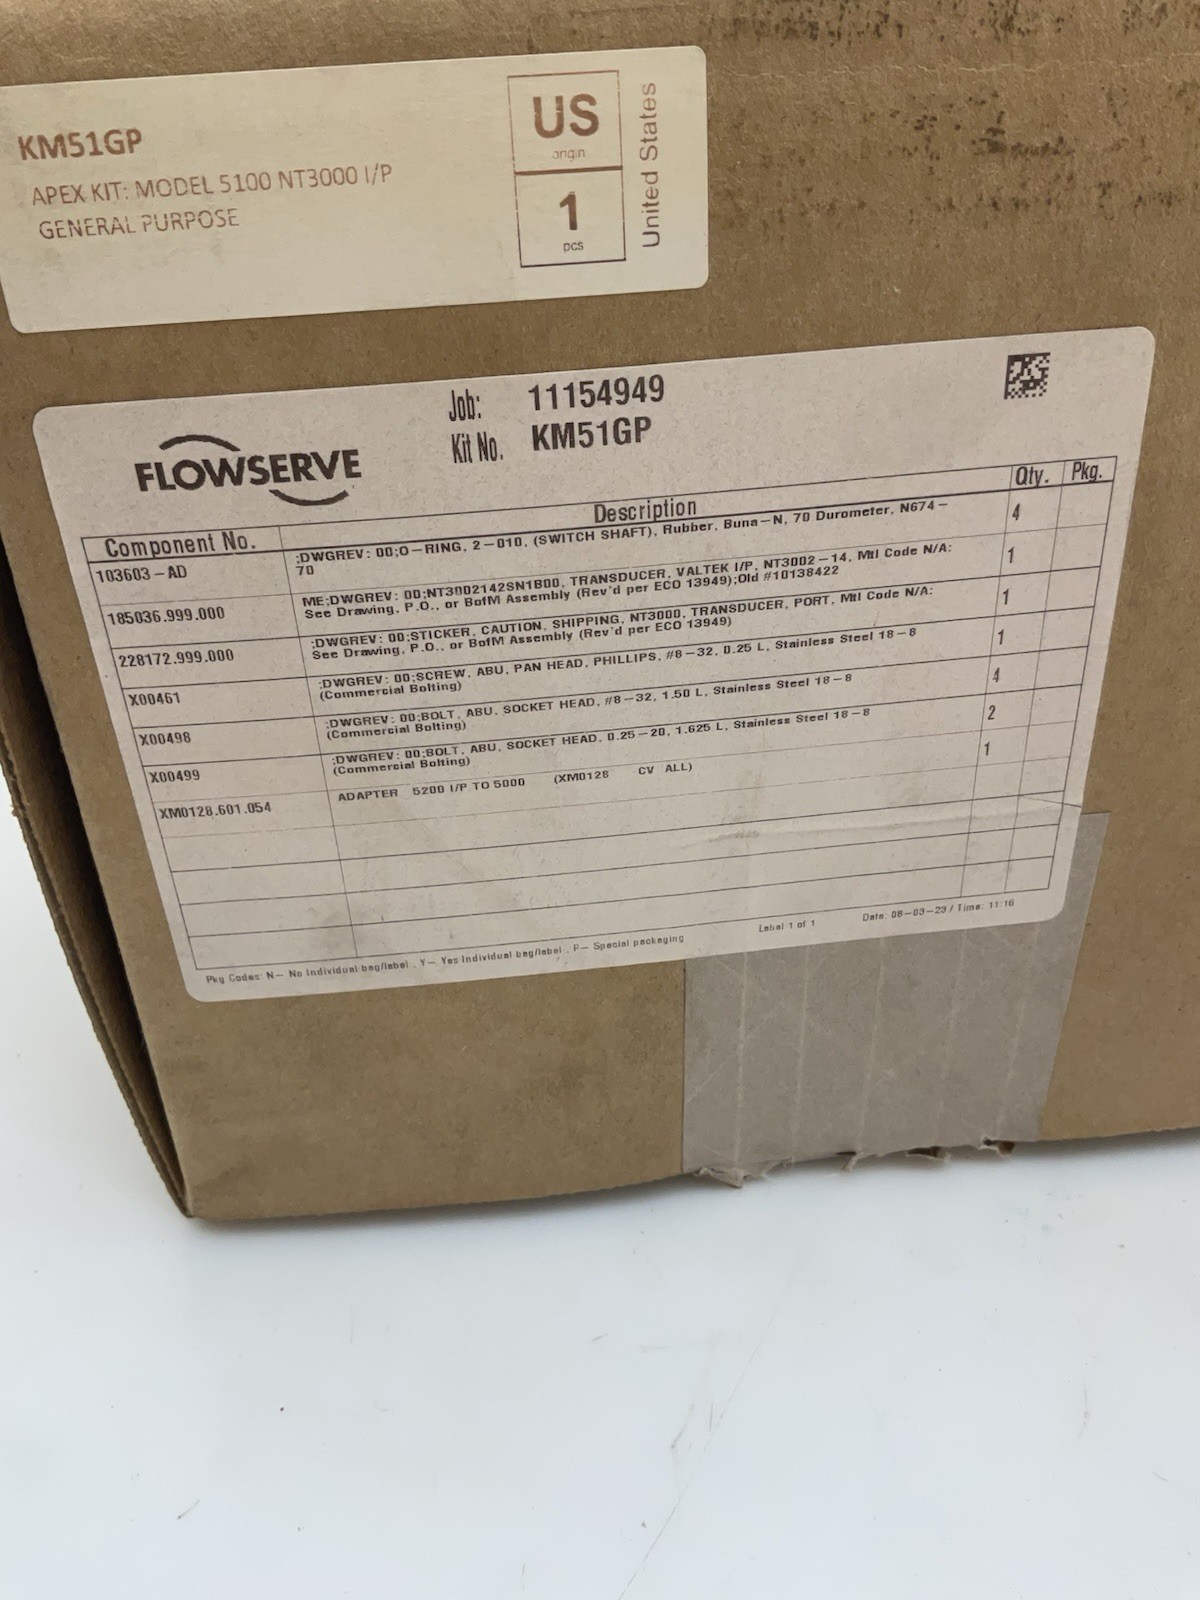 KM51GP
APEX KIT: MODEL 5100 NT3000 I/P
GENERAL PURPOSE
US
origin
1
pcs
United States
FLOWSERVE
Job: 11154949
Kit No. KM51GP
Component No. Description Qty. Pkg.
103603-AD ;DWGREV: 00;O-RING, 2-010, (SWITCH SHAFT), Rubber, Buna-N, 70 Durometer, N674- 4
70
185036.999.000 ME;DWGREV: 00;NT3002142SN1B00, TRANSDUCER, VALTEK I/P, NT3002-14, Mtl Code N/A: 1
See Drawing, P.O., or BofM Assembly (Rev'd per ECO 13949);Old #10138422
228172.999.000 ;DWGREV: 00;STICKER, CAUTION, SHIPPING, NT3000, TRANSDUCER, PORT, Mtl Code N/A: 1
See Drawing, P.O., or BofM Assembly (Rev'd per ECO 13949)
X00461 ;DWGREV: 00;SCREW, ABU, PAN HEAD, PHILLIPS, #8-32, 0.25 L, Stainless Steel 18-8 1
(Commercial Bolting)
X00498 ;DWGREV: 00;BOLT, ABU, SOCKET HEAD, #8-32, 1.50 L, Stainless Steel 18-8 4
(Commercial Bolting)
X00499 ;DWGREV: 00;BOLT, ABU, SOCKET HEAD, 0.25-20, 1.625 L, Stainless Steel 18-8 2
(Commercial Bolting)
XM0128.601.054 ADAPTER 5200 I/P TO 5000 (XM0128 CV ALL) 1
Pkg Codes: N- No Individual bag/label , Y- Yes Individual bag/label , P- Special packaging Label 1 of 1 Date: 08-03-23 / Time: 11:16